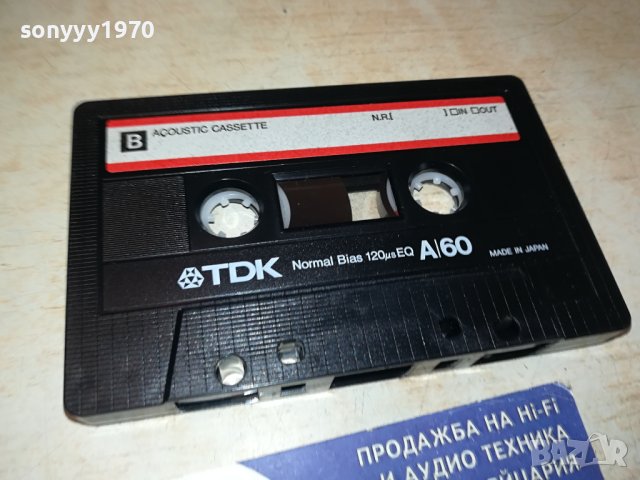 sonyyy1970
B ACOUSTIC CASSETTE N.R.[ ] IN OUT
TDK Normal Bias 120µs EQ A/60 MADE IN JAPAN
ПРОДАЖБА НА Hi-Fi
И АУДИО ТЕХНИКА
BAZAR